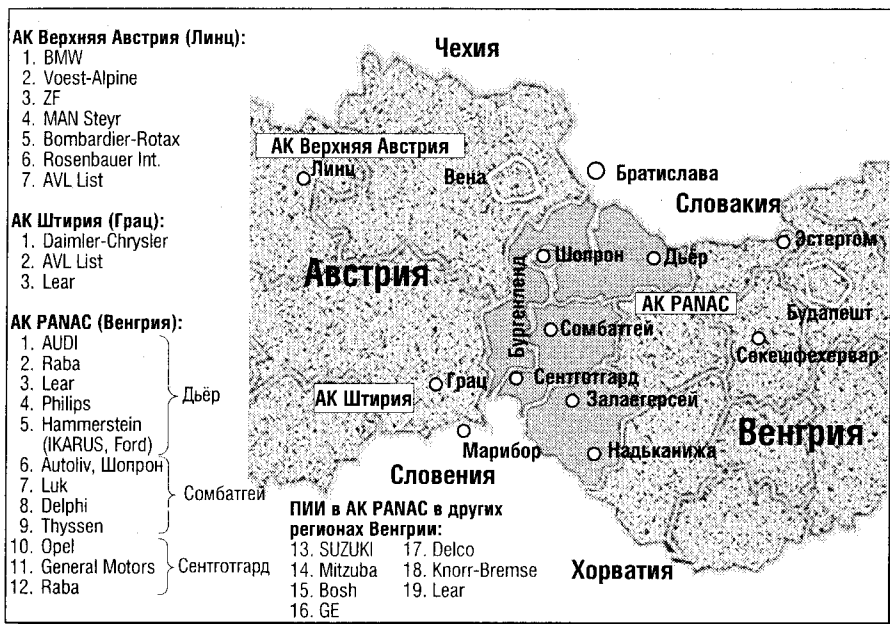 АК Верхняя Австрия (Линц):
1. BMW
2. Voest-Alpine
3. ZF
4. MAN Steyr
5. Bombardier-Rotax
6. Rosenbauer Int.
7. AVL List
АК Штирия (Грац):
1. Daimler-Chrysler
2. AVL List
3. Lear
АК PANAC (Венгрия):
1. AUDI
2. Raba
3. Lear
4. Philips
5. Hammerstein
(IKARUS, Ford)
Дьёр
6. Autoliv, Шопрон
7. Luk
8. Delphi
9. Thyssen
Сомбатгей
10. Opel
11. General Motors
12. Raba
Сентготгард
ПИИ в АК PANAC в других
регионах Венгрии:
13. SUZUKI
14. Mitzuba
15. Bosh
16. GE
17. Delco
18. Knorr-Bremse
19. Lear
Чехия
АК Верхняя Австрия
Линц
Вена
Братислава
Словакия
Эстергом
Шопрон
Дьёр
Австрия
Бургенленд
АК PANAC
Будапешт
Сомбаттей
Секешфехервар
Сентготгард
Грац
АК Штирия
Залаегерсей
Марибор
Надьканижа
Венгрия
Словения
Хорватия